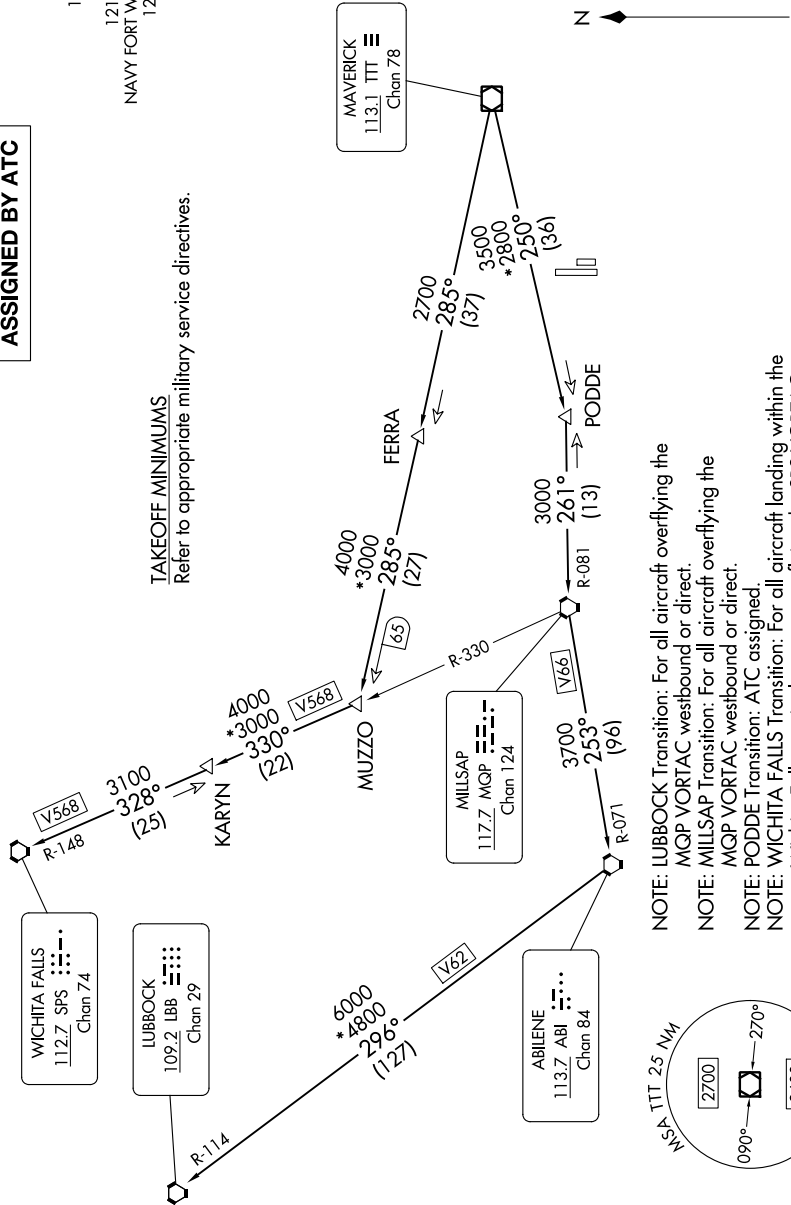 ASSIGNED BY ATC
NAVY FORT W
TAKEOFF MINIMUMS
Refer to appropriate military service directives.
MAVERICK
113.1 TTT
Chan 78
N
2700
285°
(37)
3500
*2800
250°
(36)
FERRA
PODDE
4000
*3000
285°
(27)
65
3000
261°
(13)
R-081
R-330
MUZZO
V568
4000
*3000
330°
(22)
KARYN
V568
3100
328°
(25)
R-148
WICHITA FALLS
112.7 SPS
Chan 74
LUBBOCK
109.2 LBB
Chan 29
MILLSAP
117.7 MQP
Chan 124
V66
3700
253°
(96)
R-071
V62
6000
*4800
296°
(127)
R-114
ABILENE
113.7 ABI
Chan 84
MSA TTT 25 NM
2700
090°
270°
NOTE: LUBBOCK Transition: For all aircraft overflying the
MQP VORTAC westbound or direct.
NOTE: MILLSAP Transition: For all aircraft overflying the
MQP VORTAC westbound or direct.
NOTE: PODDE Transition: ATC assigned.
NOTE: WICHITA FALLS Transition: For all aircraft landing within the